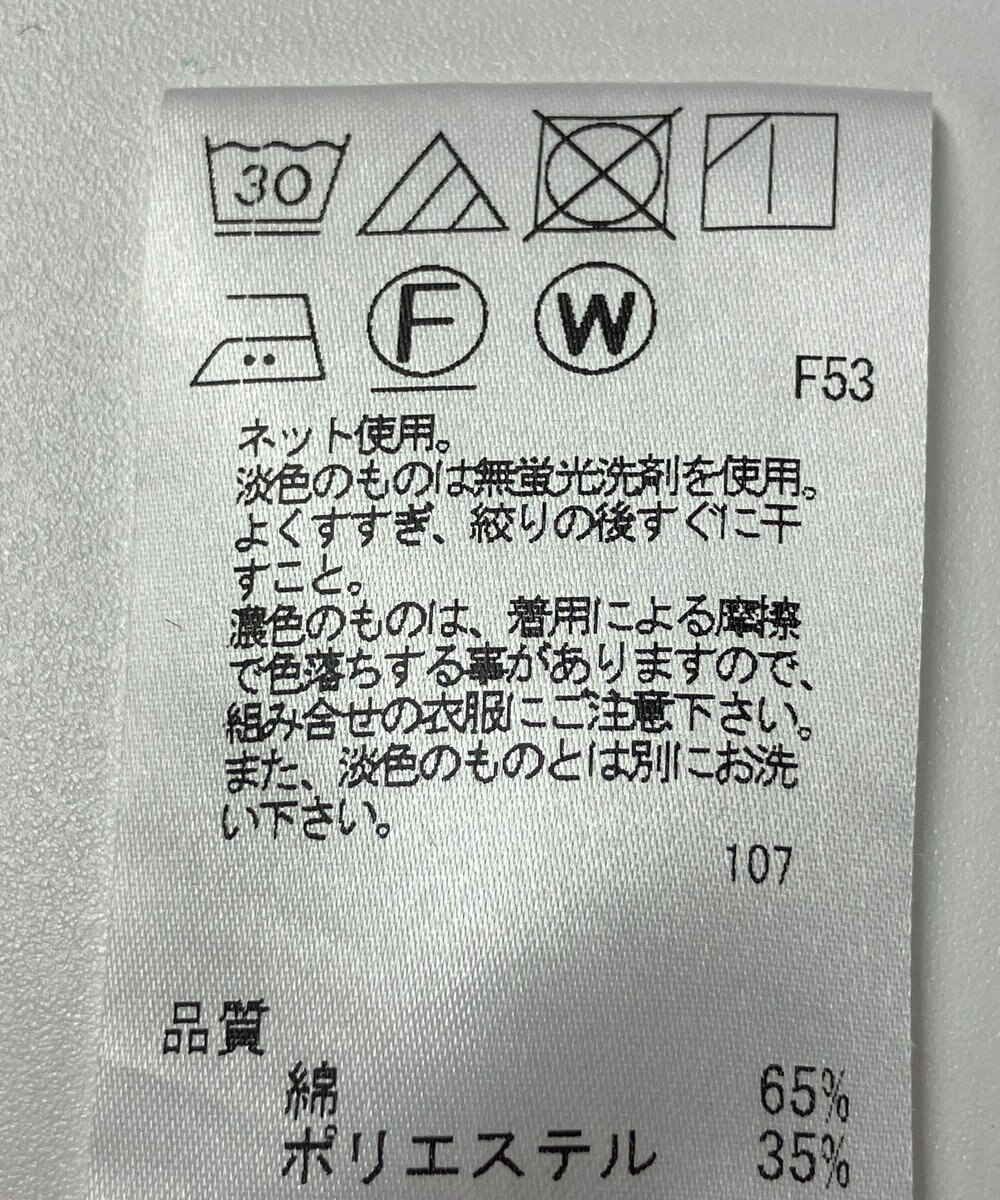 30
F W
F53
ネット使用。
淡色のものは無蛍光洗剤を使用。
よくすすぎ、絞りの後すぐに干
すこと。
濃色のものは、着用による摩擦
で色落ちする事がありますので、
組み合せの衣服にご注意下さい。
また、淡色のものとは別にお洗
い下さい。
107
品質
綿 65%
ポリエステル 35%